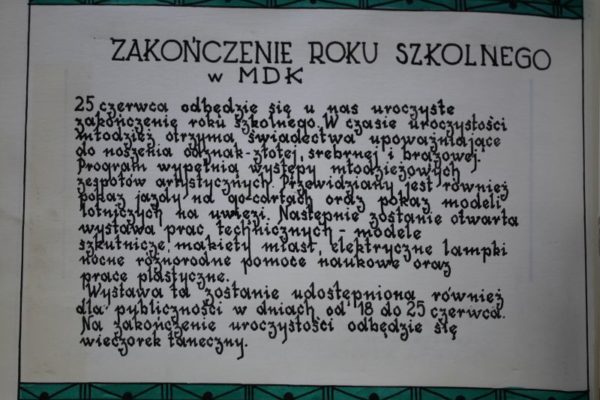 ZAKOŃCZENIE ROKU SZKOLNEGO
w MDK
25 czerwca odbędzie się u nas uroczyste
zakończenie roku szkolnego. W czasie uroczystości
młodzież otrzyma świadectwa upoważniające
do noszenia odznak-złotej, srebrnej i brązowej.
Program wypełnią występy młodzieżowych
zespołów artystycznych. Przewidziany jest również
pokaz jazdy na go-cartach oraz pokaz modeli
lotniczych na uwięzi. Następnie zostanie otwarta
wystawa prac technicznych - modele
szkutnicze, makiety miast, elektryczne lampki
nocne różnorodne pomoce naukowe oraz
prace plastyczne.
Wystawa ta zostanie udostępniona również
dla publiczności w dniach od 18 do 25 czerwca.
Na zakończenie uroczystości odbędzie się
wieczorek taneczny.